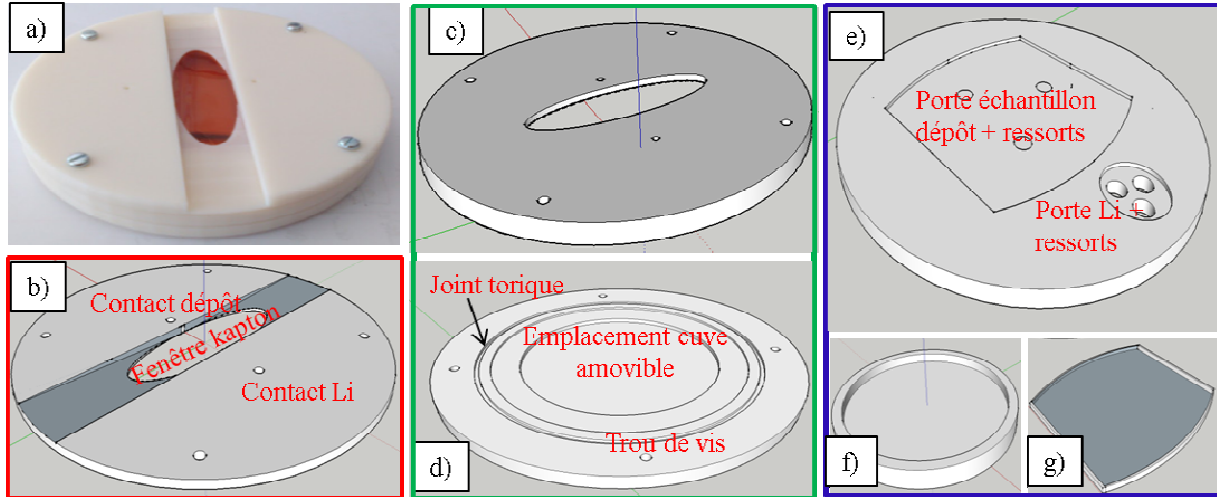 a)
b)
Contact dépôt
Fenêtre kapton
Contact Li
c)
Joint torique
Emplacement cuve
amovible
Trou de vis
d)
e)
Porte échantillon
dépôt + ressorts
Porte Li +
ressorts
f)
g)